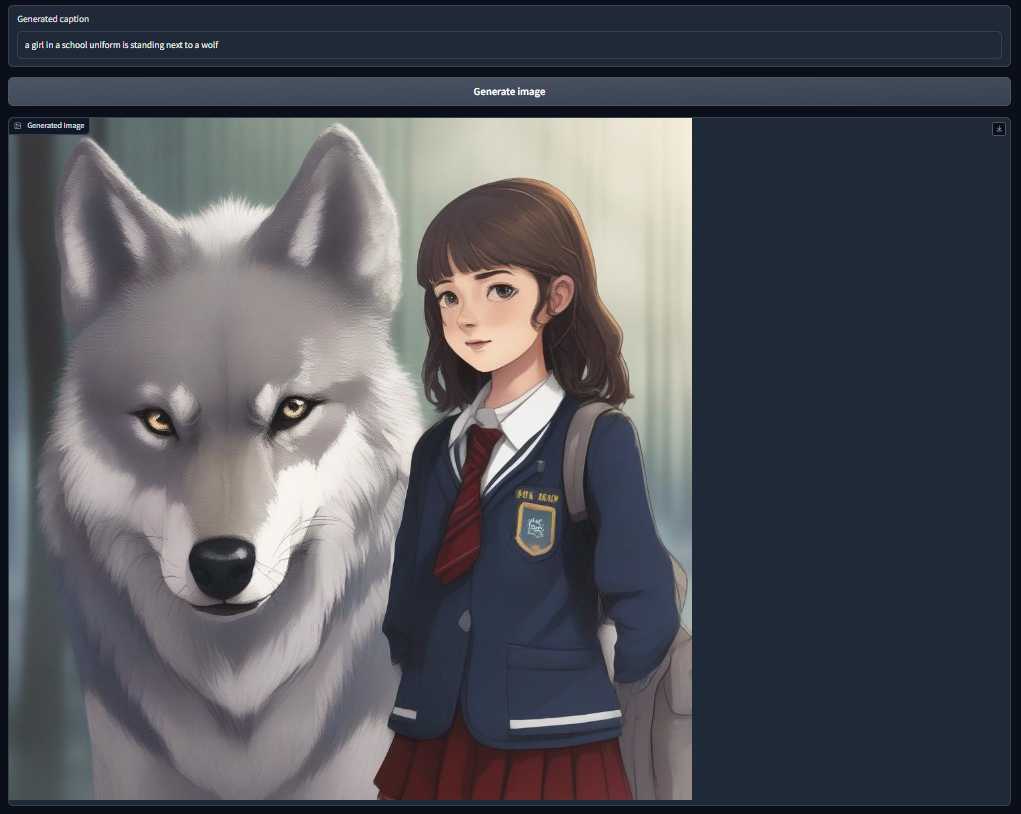 Generated caption
a girl in a school uniform is standing next to a wolf
Generate image
Generated Image